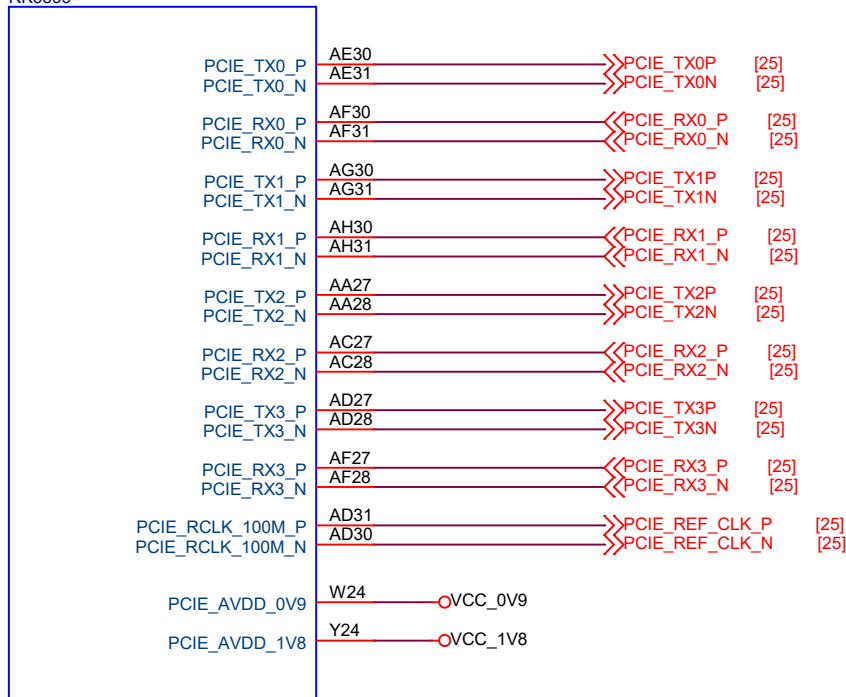 PCIE_TX0_P AE30 PCIE_TX0P [25]
PCIE_TX0_N AE31 PCIE_TX0N [25]
PCIE_RX0_P AF30 PCIE_RX0_P [25]
PCIE_RX0_N AF31 PCIE_RX0_N [25]
PCIE_TX1_P AG30 PCIE_TX1P [25]
PCIE_TX1_N AG31 PCIE_TX1N [25]
PCIE_RX1_P AH30 PCIE_RX1_P [25]
PCIE_RX1_N AH31 PCIE_RX1_N [25]
PCIE_TX2_P AA27 PCIE_TX2P [25]
PCIE_TX2_N AA28 PCIE_TX2N [25]
PCIE_RX2_P AC27 PCIE_RX2_P [25]
PCIE_RX2_N AC28 PCIE_RX2_N [25]
PCIE_TX3_P AD27 PCIE_TX3P [25]
PCIE_TX3_N AD28 PCIE_TX3N [25]
PCIE_RX3_P AF27 PCIE_RX3_P [25]
PCIE_RX3_N AF28 PCIE_RX3_N [25]
PCIE_RCLK_100M_P AD31 PCIE_REF_CLK_P [25]
PCIE_RCLK_100M_N AD30 PCIE_REF_CLK_N [25]
PCIE_AVDD_0V9 W24 VCC_0V9
PCIE_AVDD_1V8 Y24 VCC_1V8